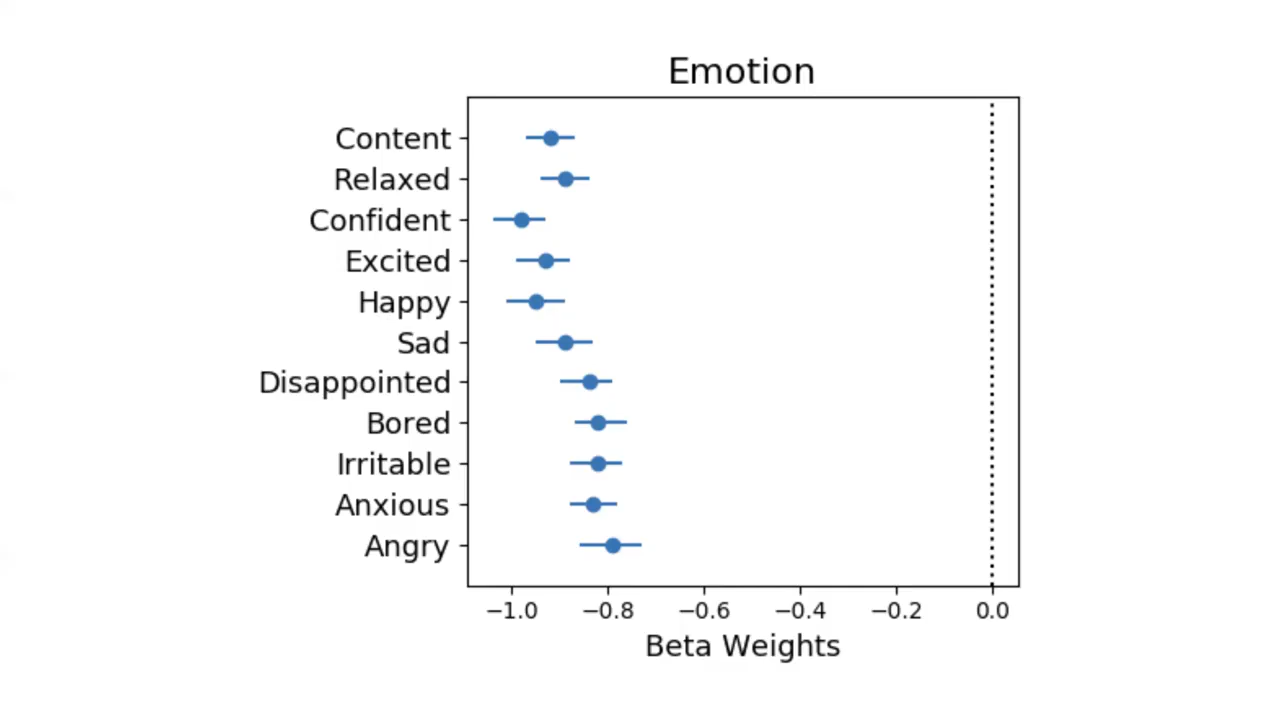 Emotion
Content
Relaxed
Confident
Excited
Happy
Sad
Disappointed
Bored
Irritable
Anxious
Angry
−1.0 −0.8 −0.6 −0.4 −0.2 0.0
Beta Weights